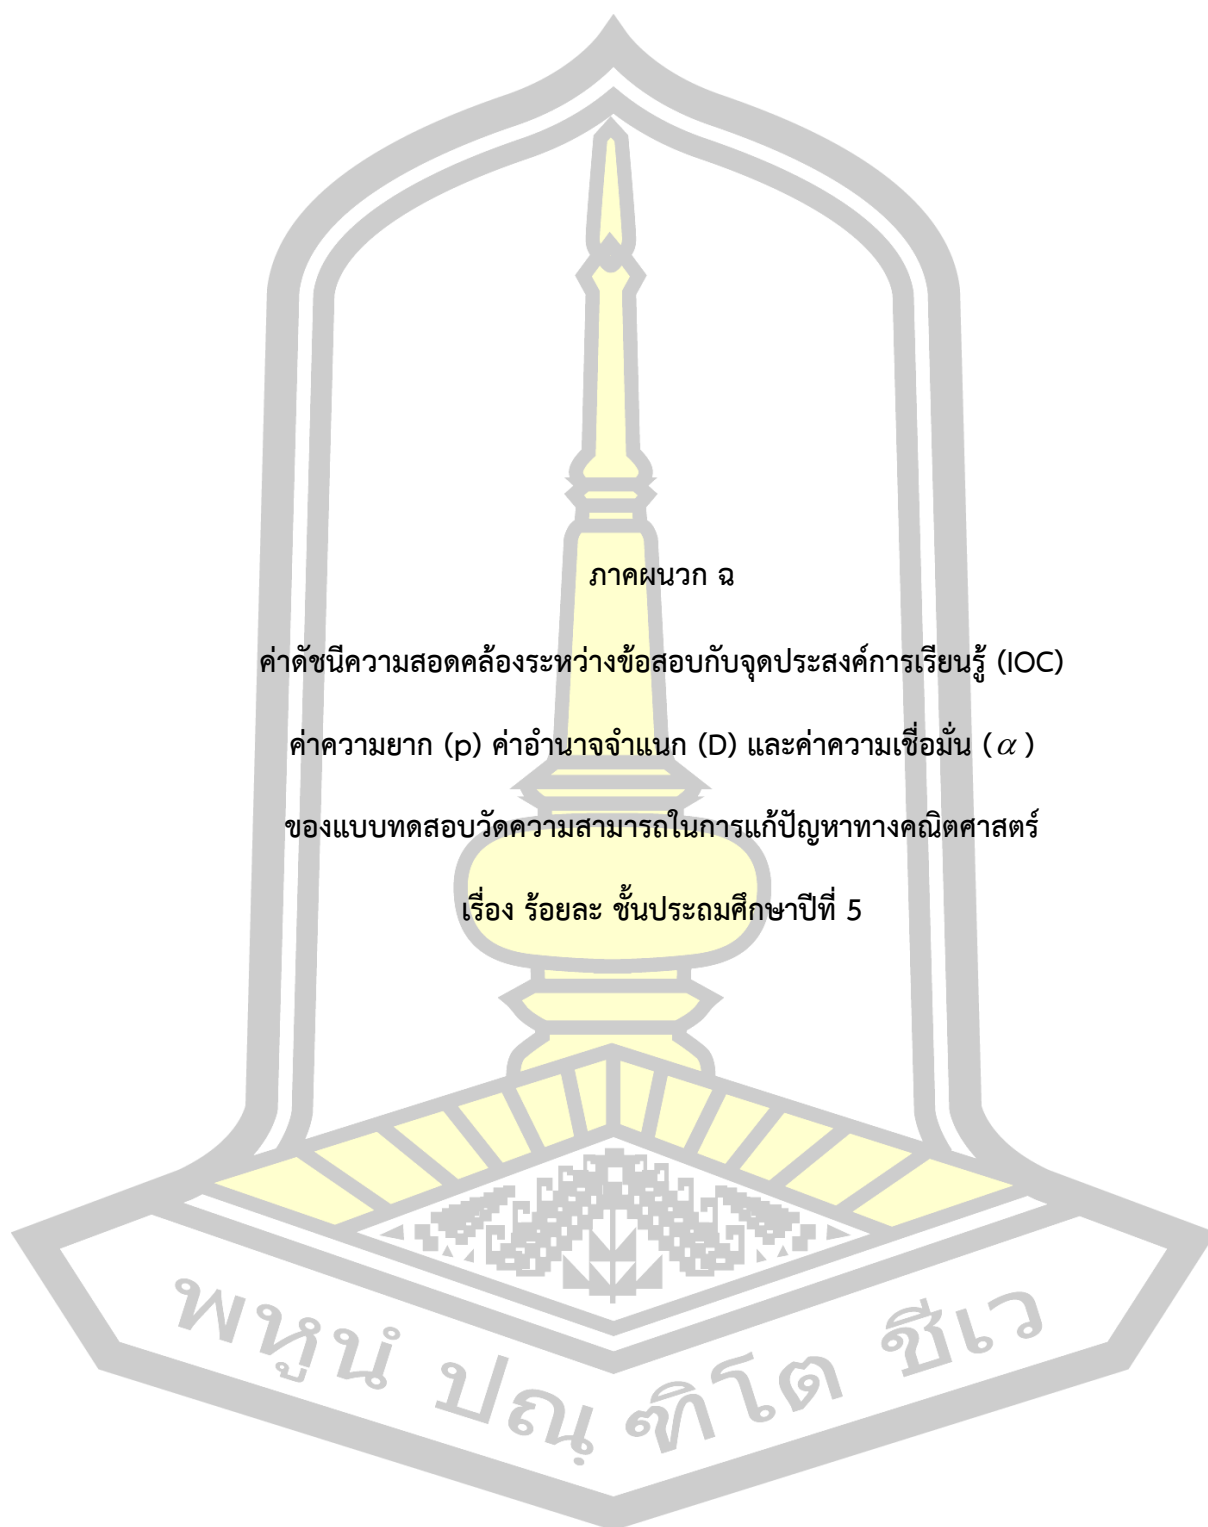 ภาคผนวก ฉ
ค่าดัชนีความสอดคล้องระหว่างข้อสอบกับจุดประสงค์การเรียนรู้ (IOC)
ค่าความยาก (p) ค่าอำนาจจำแนก (D) และค่าความเชื่อมั่น (α)
ของแบบทดสอบวัดความสามารถในการแก้ปัญหาทางคณิตศาสตร์
เรื่อง ร้อยละ ชั้นประถมศึกษาปีที่ 5
พหูนํ ปณฺฑิโต ชีเว